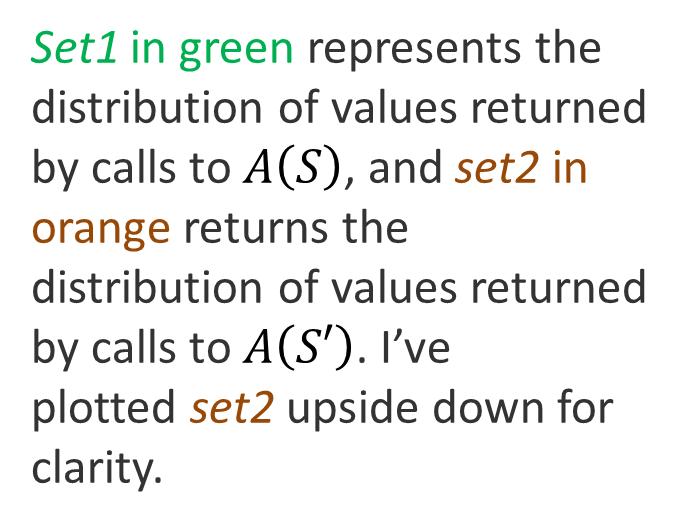 Set1 in green represents the
distribution of values returned
by calls to A(S), and set2 in
orange returns the
distribution of values returned
by calls to A(S′). I’ve
plotted set2 upside down for
clarity.